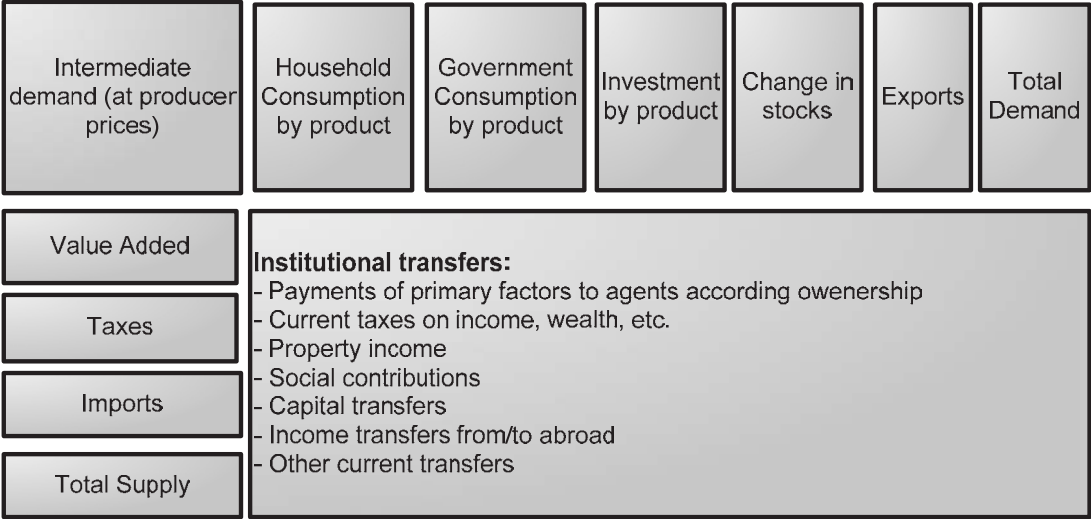 Intermediate
demand (at producer
prices)
Household
Consumption
by product
Government
Consumption
by product
Investment
by product
Change in
stocks
Exports
Total
Demand
Value Added
Taxes
Imports
Total Supply
Institutional transfers:
- Payments of primary factors to agents according owenership
- Current taxes on income, wealth, etc.
- Property income
- Social contributions
- Capital transfers
- Income transfers from/to abroad
- Other current transfers